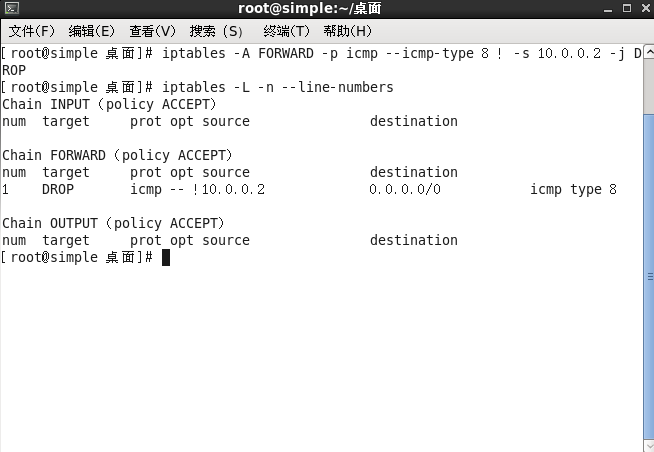 root@simple:~/桌面
文件(F) 编辑(E) 查看(V) 搜索 (S) 终端(T) 帮助(H)
[root@simple 桌面]# iptables -A FORWARD -p icmp --icmp-type 8 ! -s 10.0.0.2 -j D
ROP
[root@simple 桌面]# iptables -L -n --line-numbers
Chain INPUT (policy ACCEPT)
num target prot opt source destination
Chain FORWARD (policy ACCEPT)
num target prot opt source destination
1 DROP icmp -- !10.0.0.2 0.0.0.0/0 icmp type 8
Chain OUTPUT (policy ACCEPT)
num target prot opt source destination
[root@simple 桌面]#